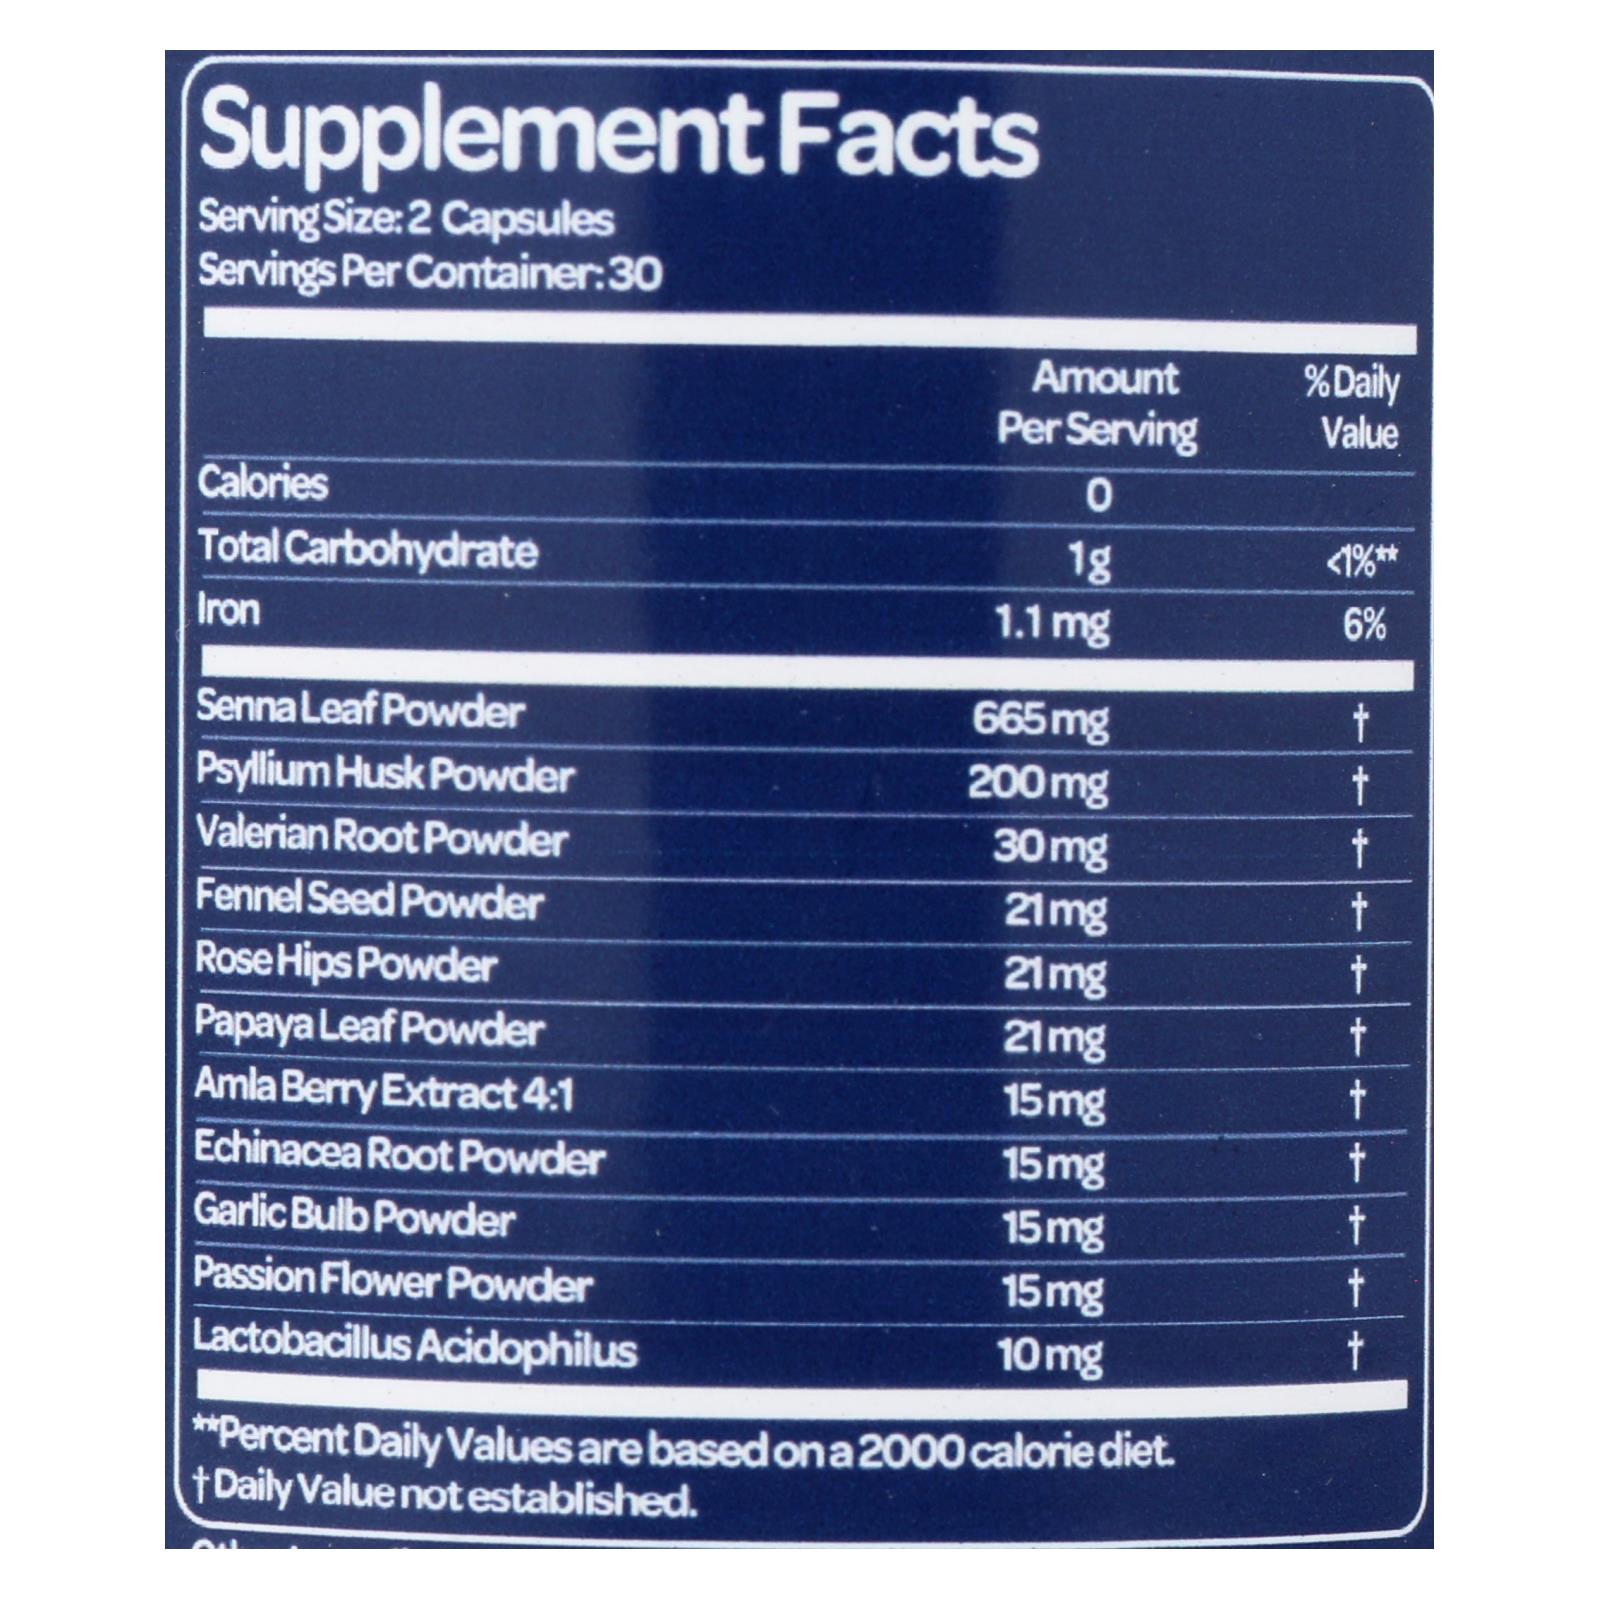 Supplement Facts
Serving Size: 2 Capsules
Servings Per Container: 30
Amount Per Serving % Daily Value
Calories 0
Total Carbohydrate 1g <1%**
Iron 1.1 mg 6%
Senna Leaf Powder 665 mg †
Psyllium Husk Powder 200 mg †
Valerian Root Powder 30 mg †
Fennel Seed Powder 21 mg †
Rose Hips Powder 21 mg †
Papaya Leaf Powder 21 mg †
Amla Berry Extract 4:1 15 mg †
Echinacea Root Powder 15 mg †
Garlic Bulb Powder 15 mg †
Passion Flower Powder 15 mg †
Lactobacillus Acidophilus 10 mg †
**Percent Daily Values are based on a 2000 calorie diet.
† Daily Value not established.